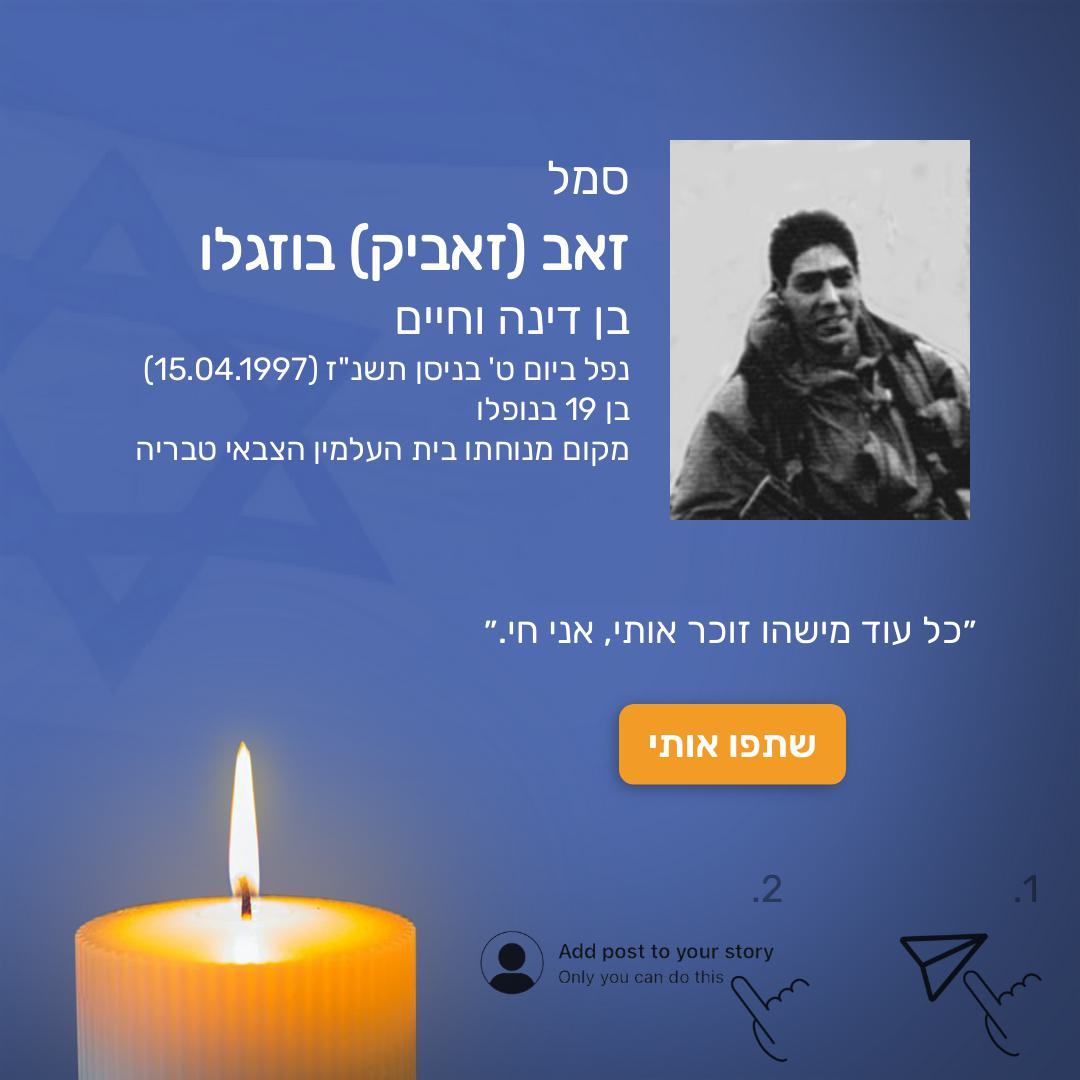 סמל
זאב (זאביק) בוזגלו
בן דינה וחיים
נפל ביום ט' בניסן תשנ"ז (15.04.1997)
בן 19 בנופלו
מקום מנוחתו בית העלמין הצבאי טבריה
״כל עוד מישהו זוכר אותי, אני חי.״
שתפו אותי
.1
.2
Add post to your story
Only you can do this